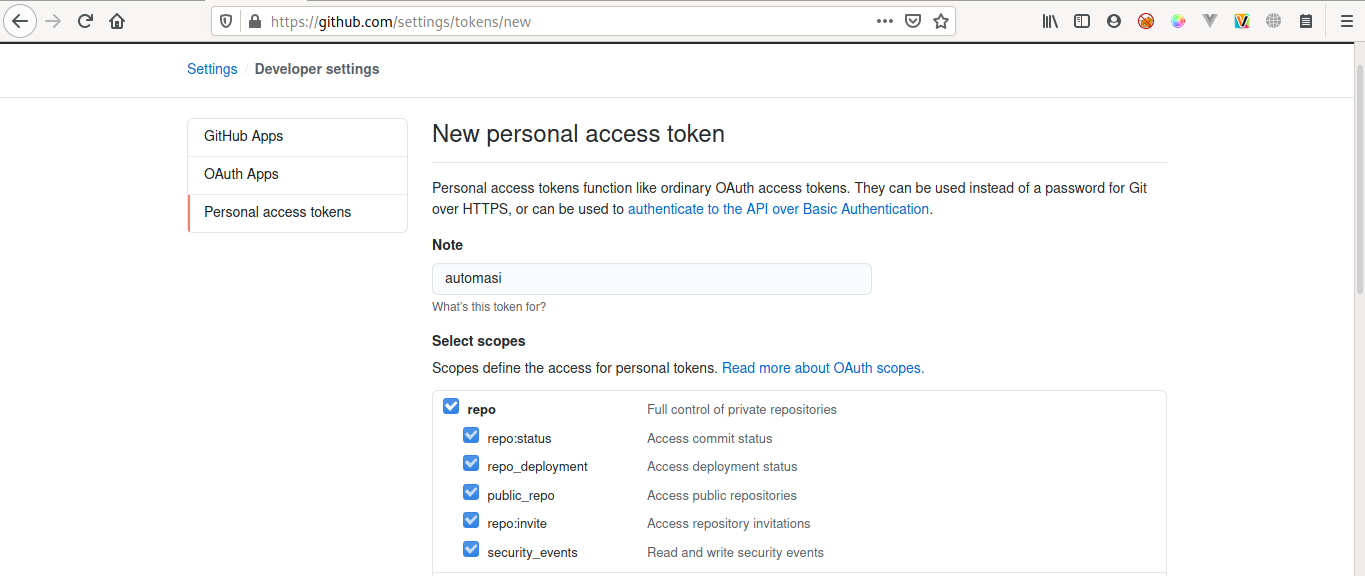 https://github.com/settings/tokens/new
Settings / Developer settings
GitHub Apps
OAuth Apps
Personal access tokens
New personal access token
Personal access tokens function like ordinary OAuth access tokens. They can be used instead of a password for Git
over HTTPS, or can be used to authenticate to the API over Basic Authentication.
Note
automasi
What's this token for?
Select scopes
Scopes define the access for personal tokens. Read more about OAuth scopes.
repo Full control of private repositories
repo:status Access commit status
repo_deployment Access deployment status
public_repo Access public repositories
repo:invite Access repository invitations
security_events Read and write security events